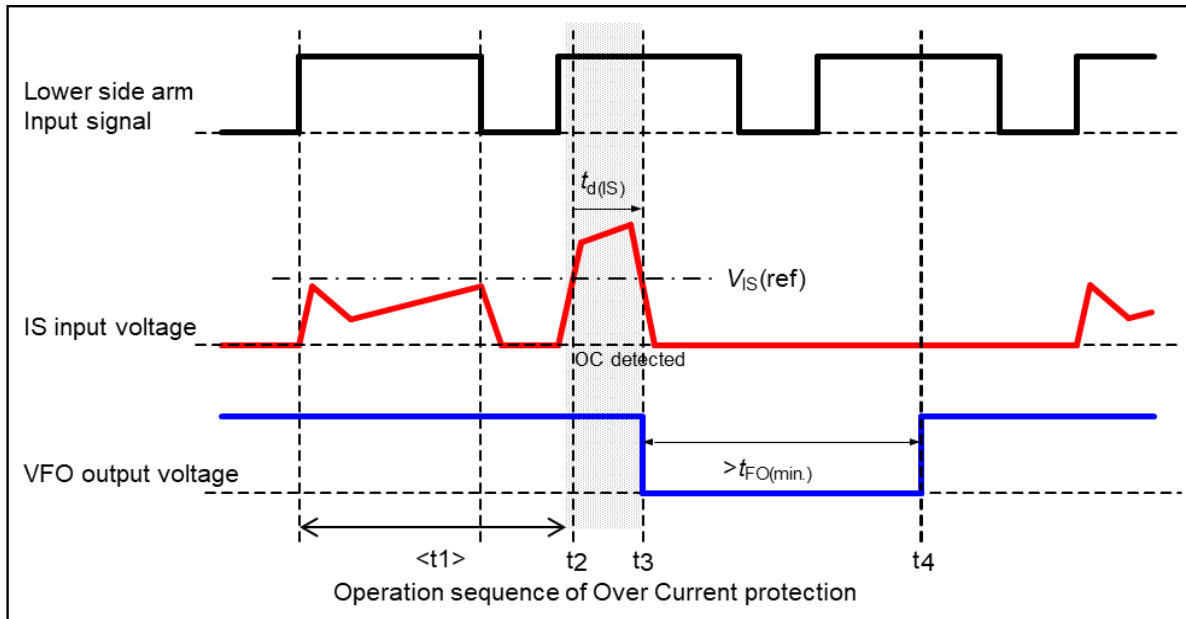 Lower side arm
Input signal
td(IS)
VIS(ref)
IS input voltage
OC detected
VFO output voltage
>tFO(min.)
<t1>
t2
t3
t4
Operation sequence of Over Current protection